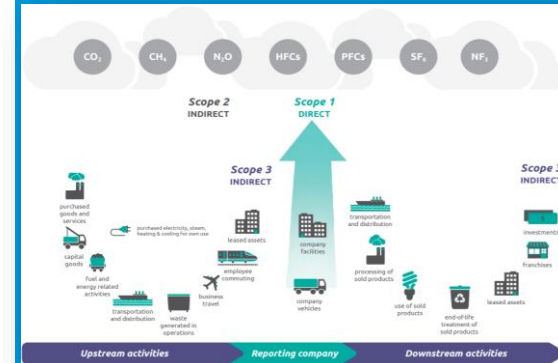 CO₂ CH₄ N₂O HFCs PFCs SF₆ NF₃
Scope 2
INDIRECT
Scope 1
DIRECT
Scope 3
INDIRECT
Scope 3
INDIRECT
purchased
goods and
services
capital
goods
fuel and
energy related
activities
purchased electricity, steam,
heating & cooling for own use
transportation
and distribution
waste
generated in
operations
business
travel
employee
commuting
leased assets
company
facilities
company
vehicles
transportation
and distribution
processing of
sold products
use of sold
products
end-of-life
treatment of
sold products
leased assets
franchises
investments
Upstream activities
Reporting company
Downstream activities